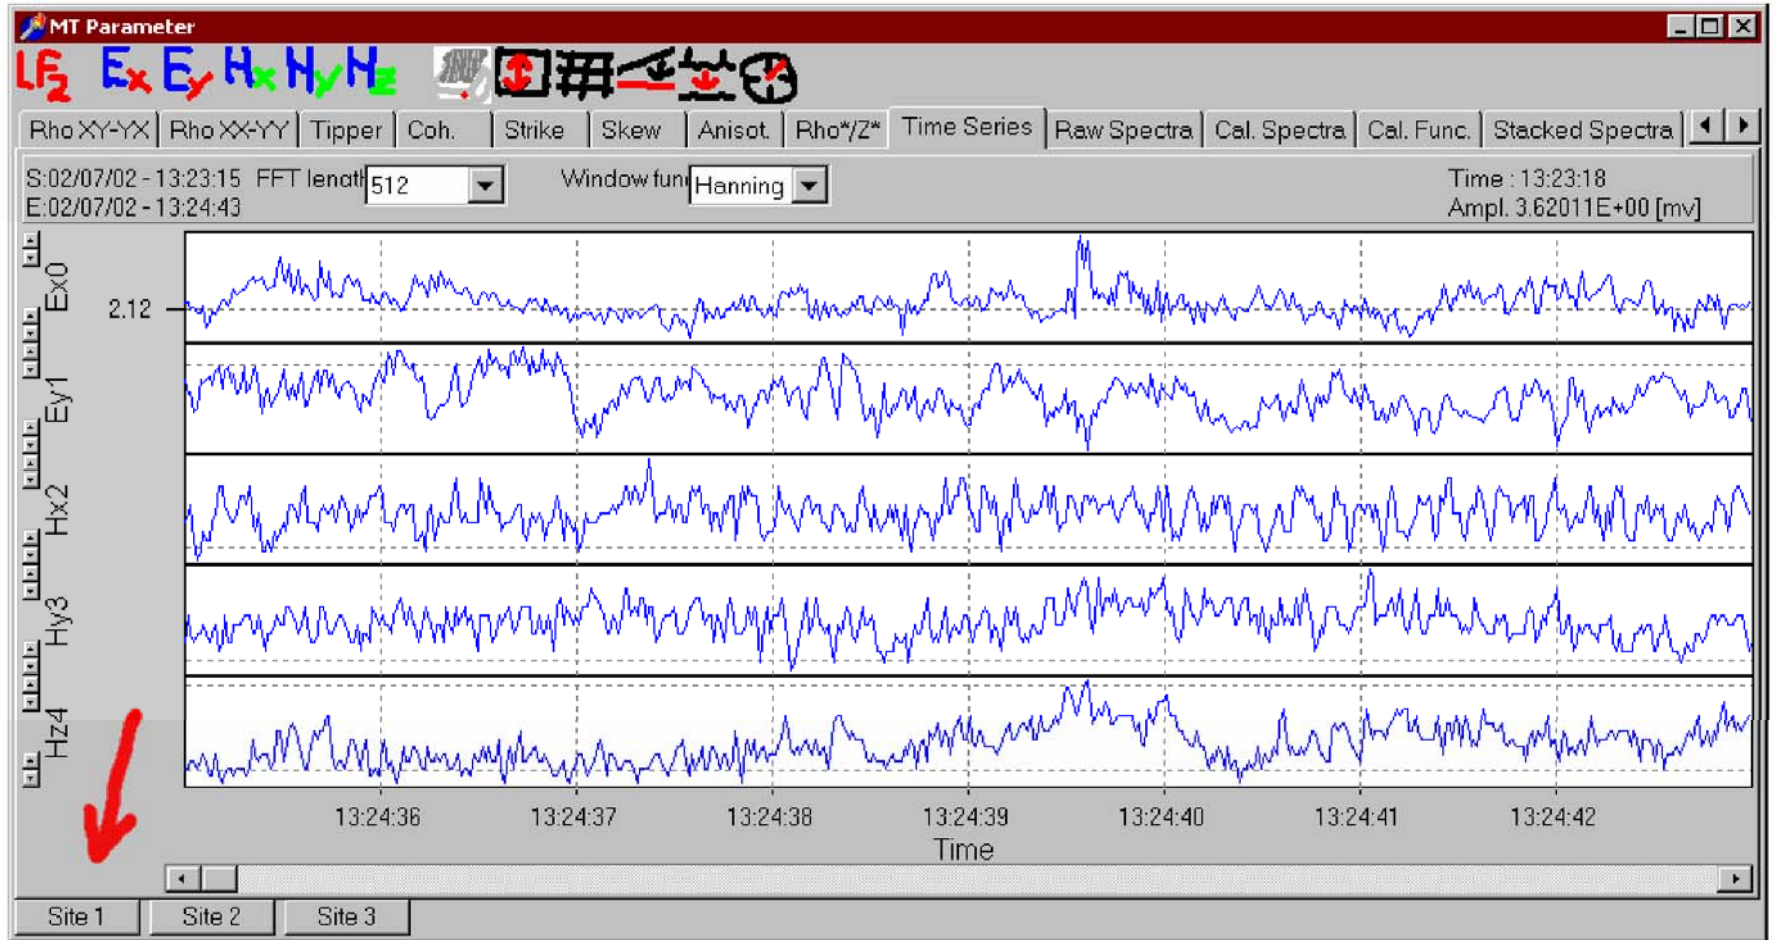 MT Parameter
LF2 Ex Ey Hx Hy Hz
Rho XY-YX Rho XX-YY Tipper Coh. Strike Skew Anisot. Rho*/Z* Time Series Raw Spectra Cal. Spectra Cal. Func. Stacked Spectra
S:02/07/02 - 13:23:15 FFT length 512 Window fun Hanning Time : 13:23:18
E:02/07/02 - 13:24:43 Ampl. 3.62011E+00 [mv]
Ex0
2.12
Ey1
Hx2
Hy3
Hz4
13:24:36 13:24:37 13:24:38 13:24:39 13:24:40 13:24:41 13:24:42
Time
Site 1 Site 2 Site 3